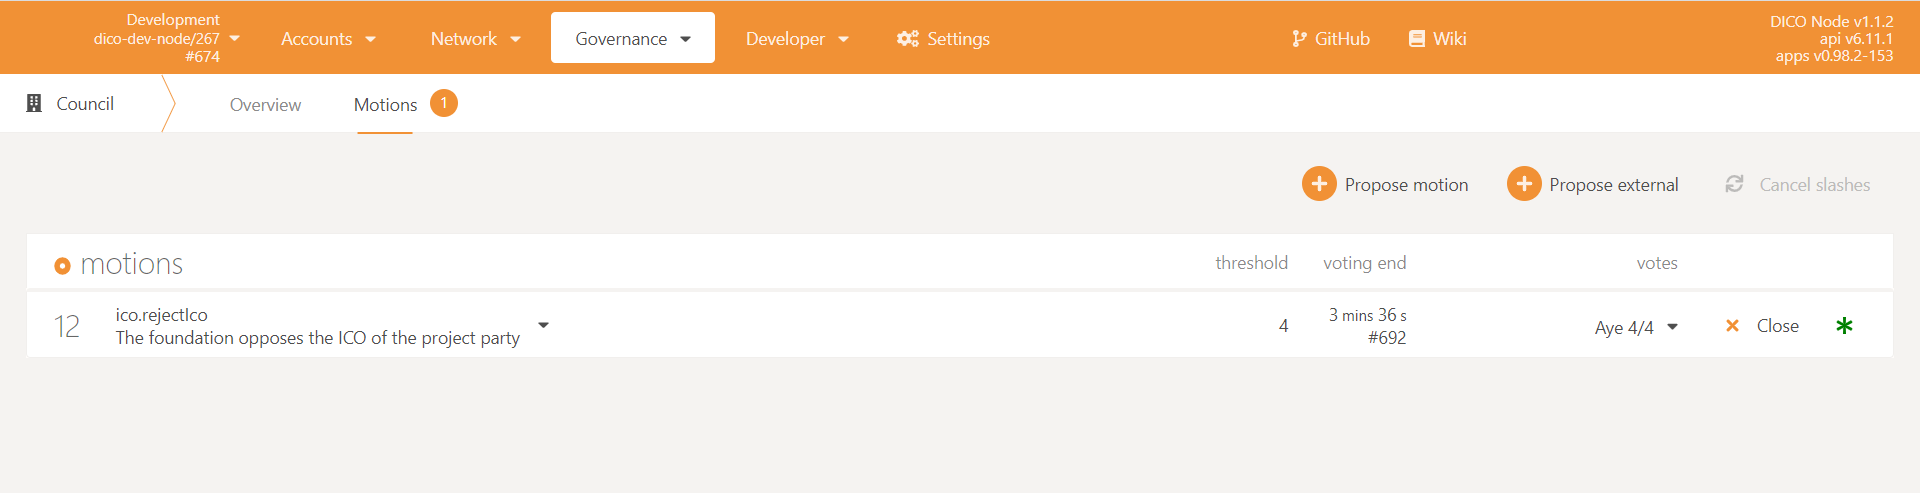 Development
dico-dev-node/267
#674
Accounts
Network
Governance
Developer
Settings
GitHub
Wiki
DICO Node v1.1.2
api v6.11.1
apps v0.98.2-153
Council
Overview
Motions 1
Propose motion
Propose external
Cancel slashes
motions threshold voting end votes
12
ico.rejectIco
The foundation opposes the ICO of the project party
4
3 mins 36 s
#692
Aye 4/4
Close